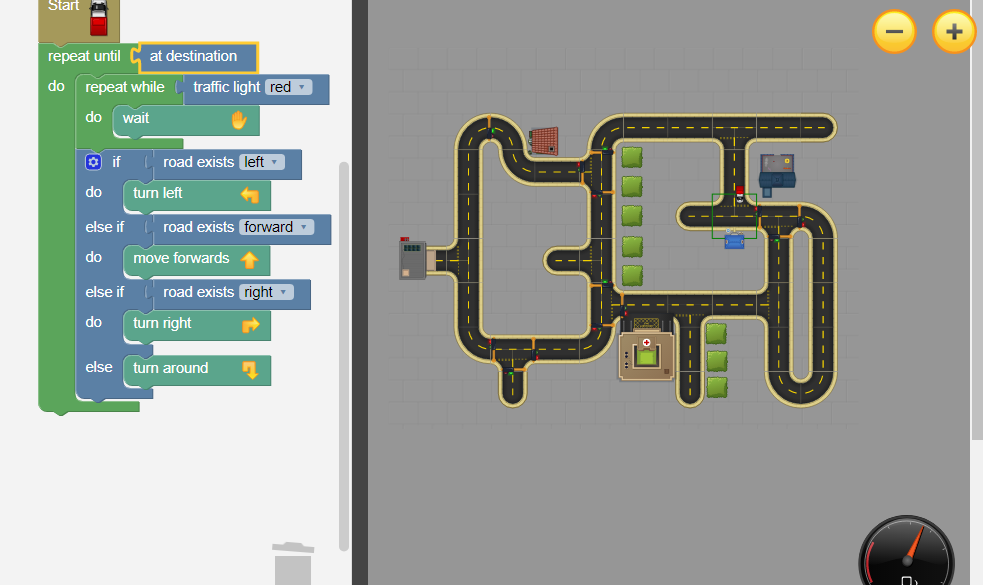 Start
repeat until at destination
do repeat while traffic light red
do wait
if road exists left
do turn left
else if road exists forward
do move forwards
else if road exists right
do turn right
else turn around